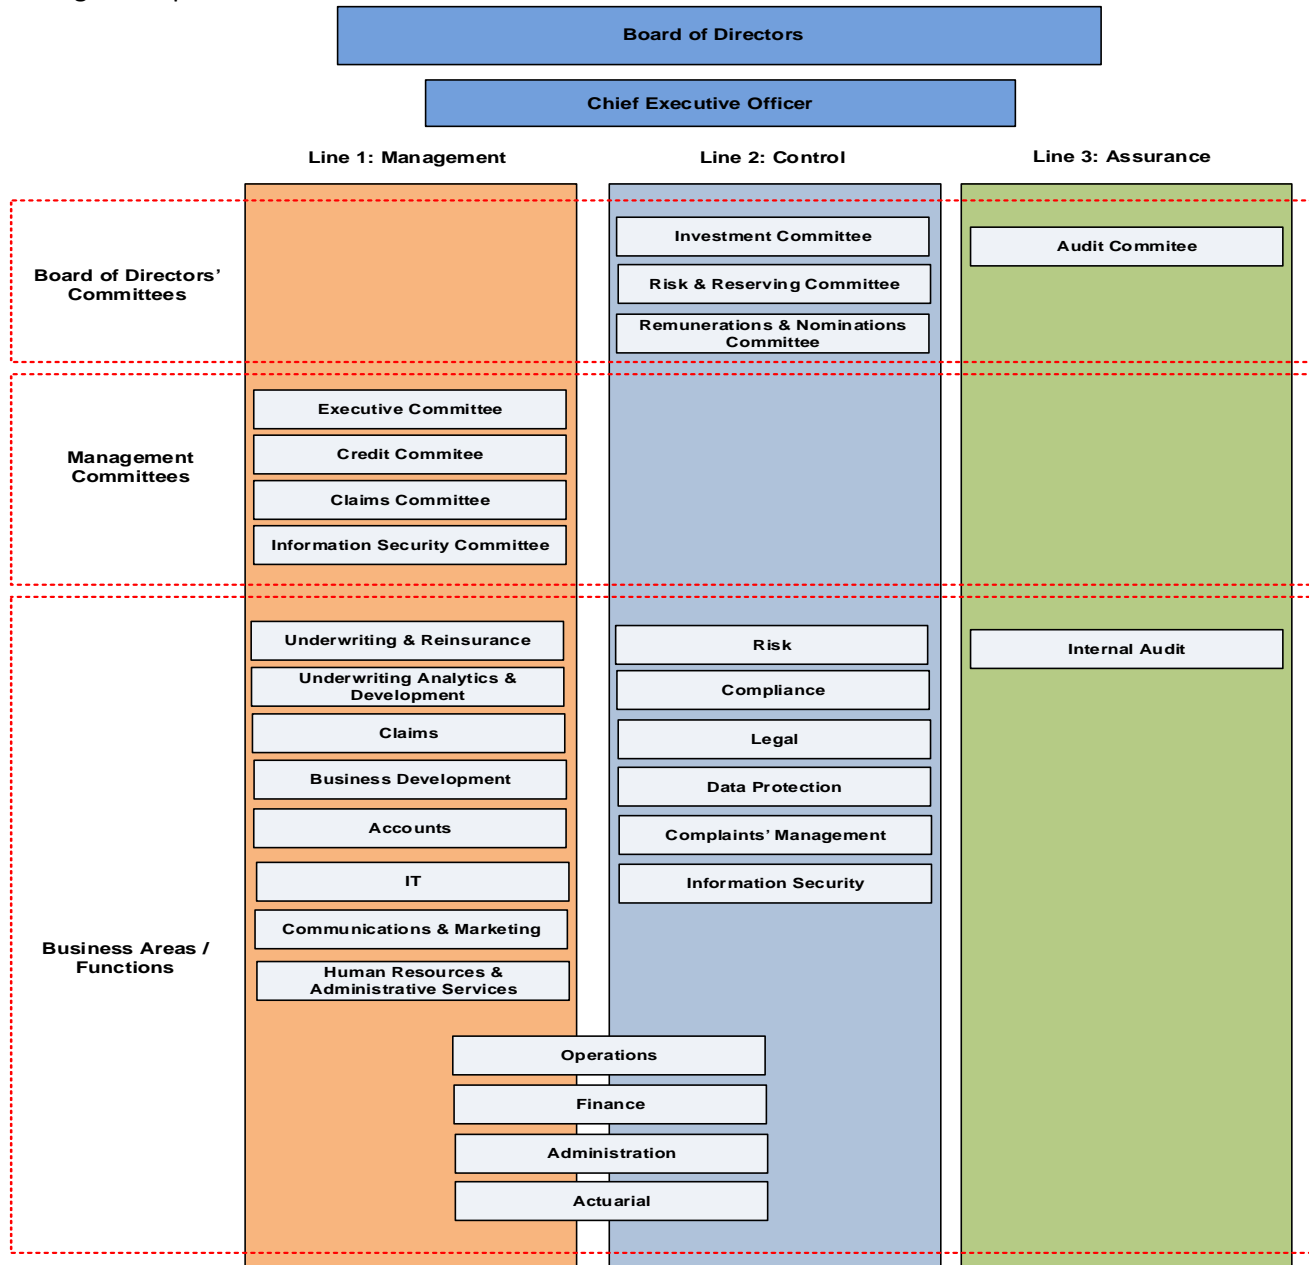 Board of Directors
Chief Executive Officer
Line 1: Management
Line 2: Control
Line 3: Assurance
Board of Directors’
Committees
Investment Committee
Risk & Reserving Committee
Remunerations & Nominations
Committee
Audit Commitee
Management
Committees
Executive Committee
Credit Commitee
Claims Committee
Information Security Committee
Business Areas /
Functions
Underwriting & Reinsurance
Underwriting Analytics &
Development
Claims
Business Development
Accounts
IT
Communications & Marketing
Human Resources &
Administrative Services
Risk
Compliance
Legal
Data Protection
Complaints’ Management
Information Security
Internal Audit
Operations
Finance
Administration
Actuarial